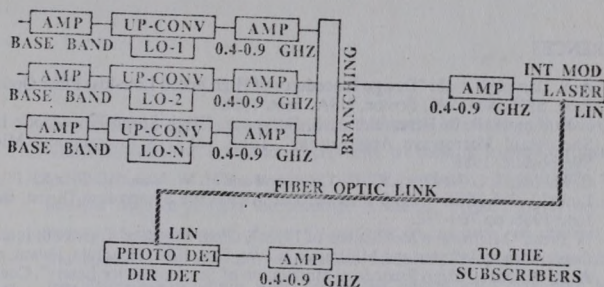 AMP UP-CONV AMP
BASE BAND LO-1 0.4-0.9 GHZ
AMP UP-CONV AMP
BASE BAND LO-2 0.4-0.9 GHZ
AMP UP-CONV AMP
BASE BAND LO-N 0.4-0.9 GHZ
BRANCHING
INT MOD
AMP LASER
0.4-0.9 GHZ LIN
FIBER OPTIC LINK
LIN
PHOTO DET AMP TO THE
DIR DET 0.4-0.9 GHZ SUBSCRIBERS